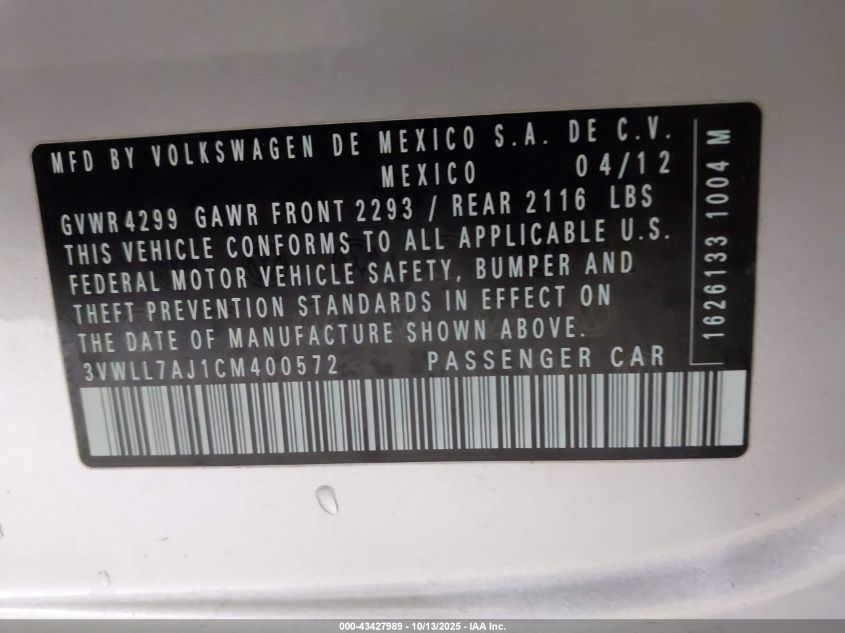 MFD BY VOLKSWAGEN DE MEXICO S.A. DE C.V.
MEXICO 04/12
GVWR 4299 GAWR FRONT 2293 / REAR 2116 LBS
THIS VEHICLE CONFORMS TO ALL APPLICABLE U.S.
FEDERAL MOTOR VEHICLE SAFETY, BUMPER AND
THEFT PREVENTION STANDARDS IN EFFECT ON
THE DATE OF MANUFACTURE SHOWN ABOVE.
3VWLL7AJ1CM400572 PASSENGER CAR
1626133 1004 M
000-43427989 - 10/13/2025 - IAA Inc.